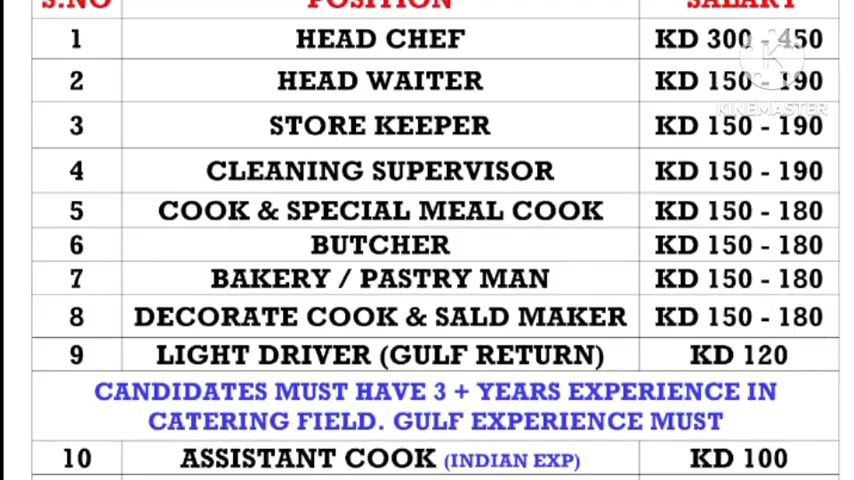 S.NO POSITION SALARY
1 HEAD CHEF KD 300 - 450
2 HEAD WAITER KD 150 - 190
3 STORE KEEPER KD 150 - 190
4 CLEANING SUPERVISOR KD 150 - 190
5 COOK & SPECIAL MEAL COOK KD 150 - 180
6 BUTCHER KD 150 - 180
7 BAKERY / PASTRY MAN KD 150 - 180
8 DECORATE COOK & SALD MAKER KD 150 - 180
9 LIGHT DRIVER (GULF RETURN) KD 120
CANDIDATES MUST HAVE 3 + YEARS EXPERIENCE IN
CATERING FIELD. GULF EXPERIENCE MUST
10 ASSISTANT COOK (INDIAN EXP) KD 100
K
KINEMASTER